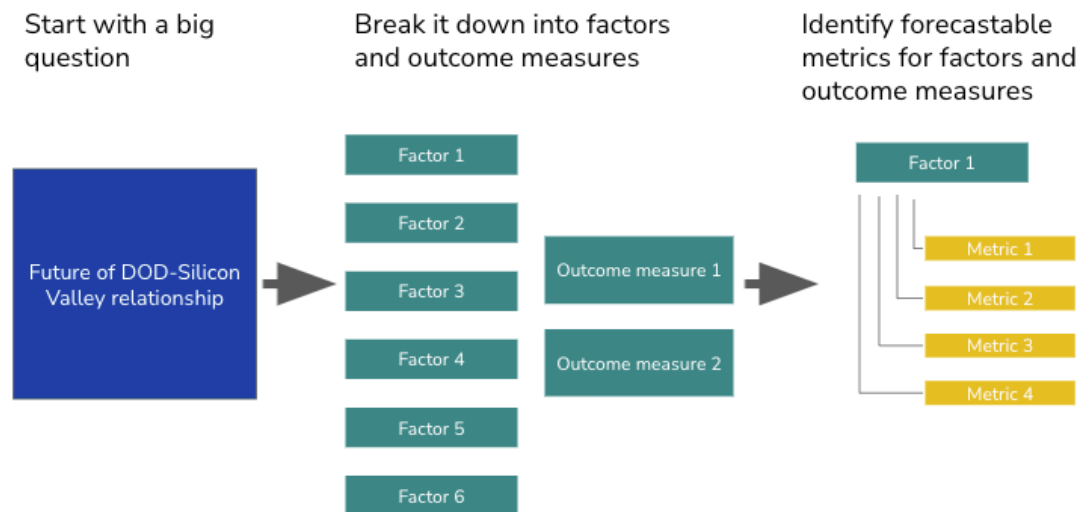 Start with a big
question
Break it down into factors
and outcome measures
Identify forecastable
metrics for factors and
outcome measures
Future of DOD-Silicon
Valley relationship
Factor 1
Factor 2
Factor 3
Factor 4
Factor 5
Factor 6
Outcome measure 1
Outcome measure 2
Factor 1
Metric 1
Metric 2
Metric 3
Metric 4